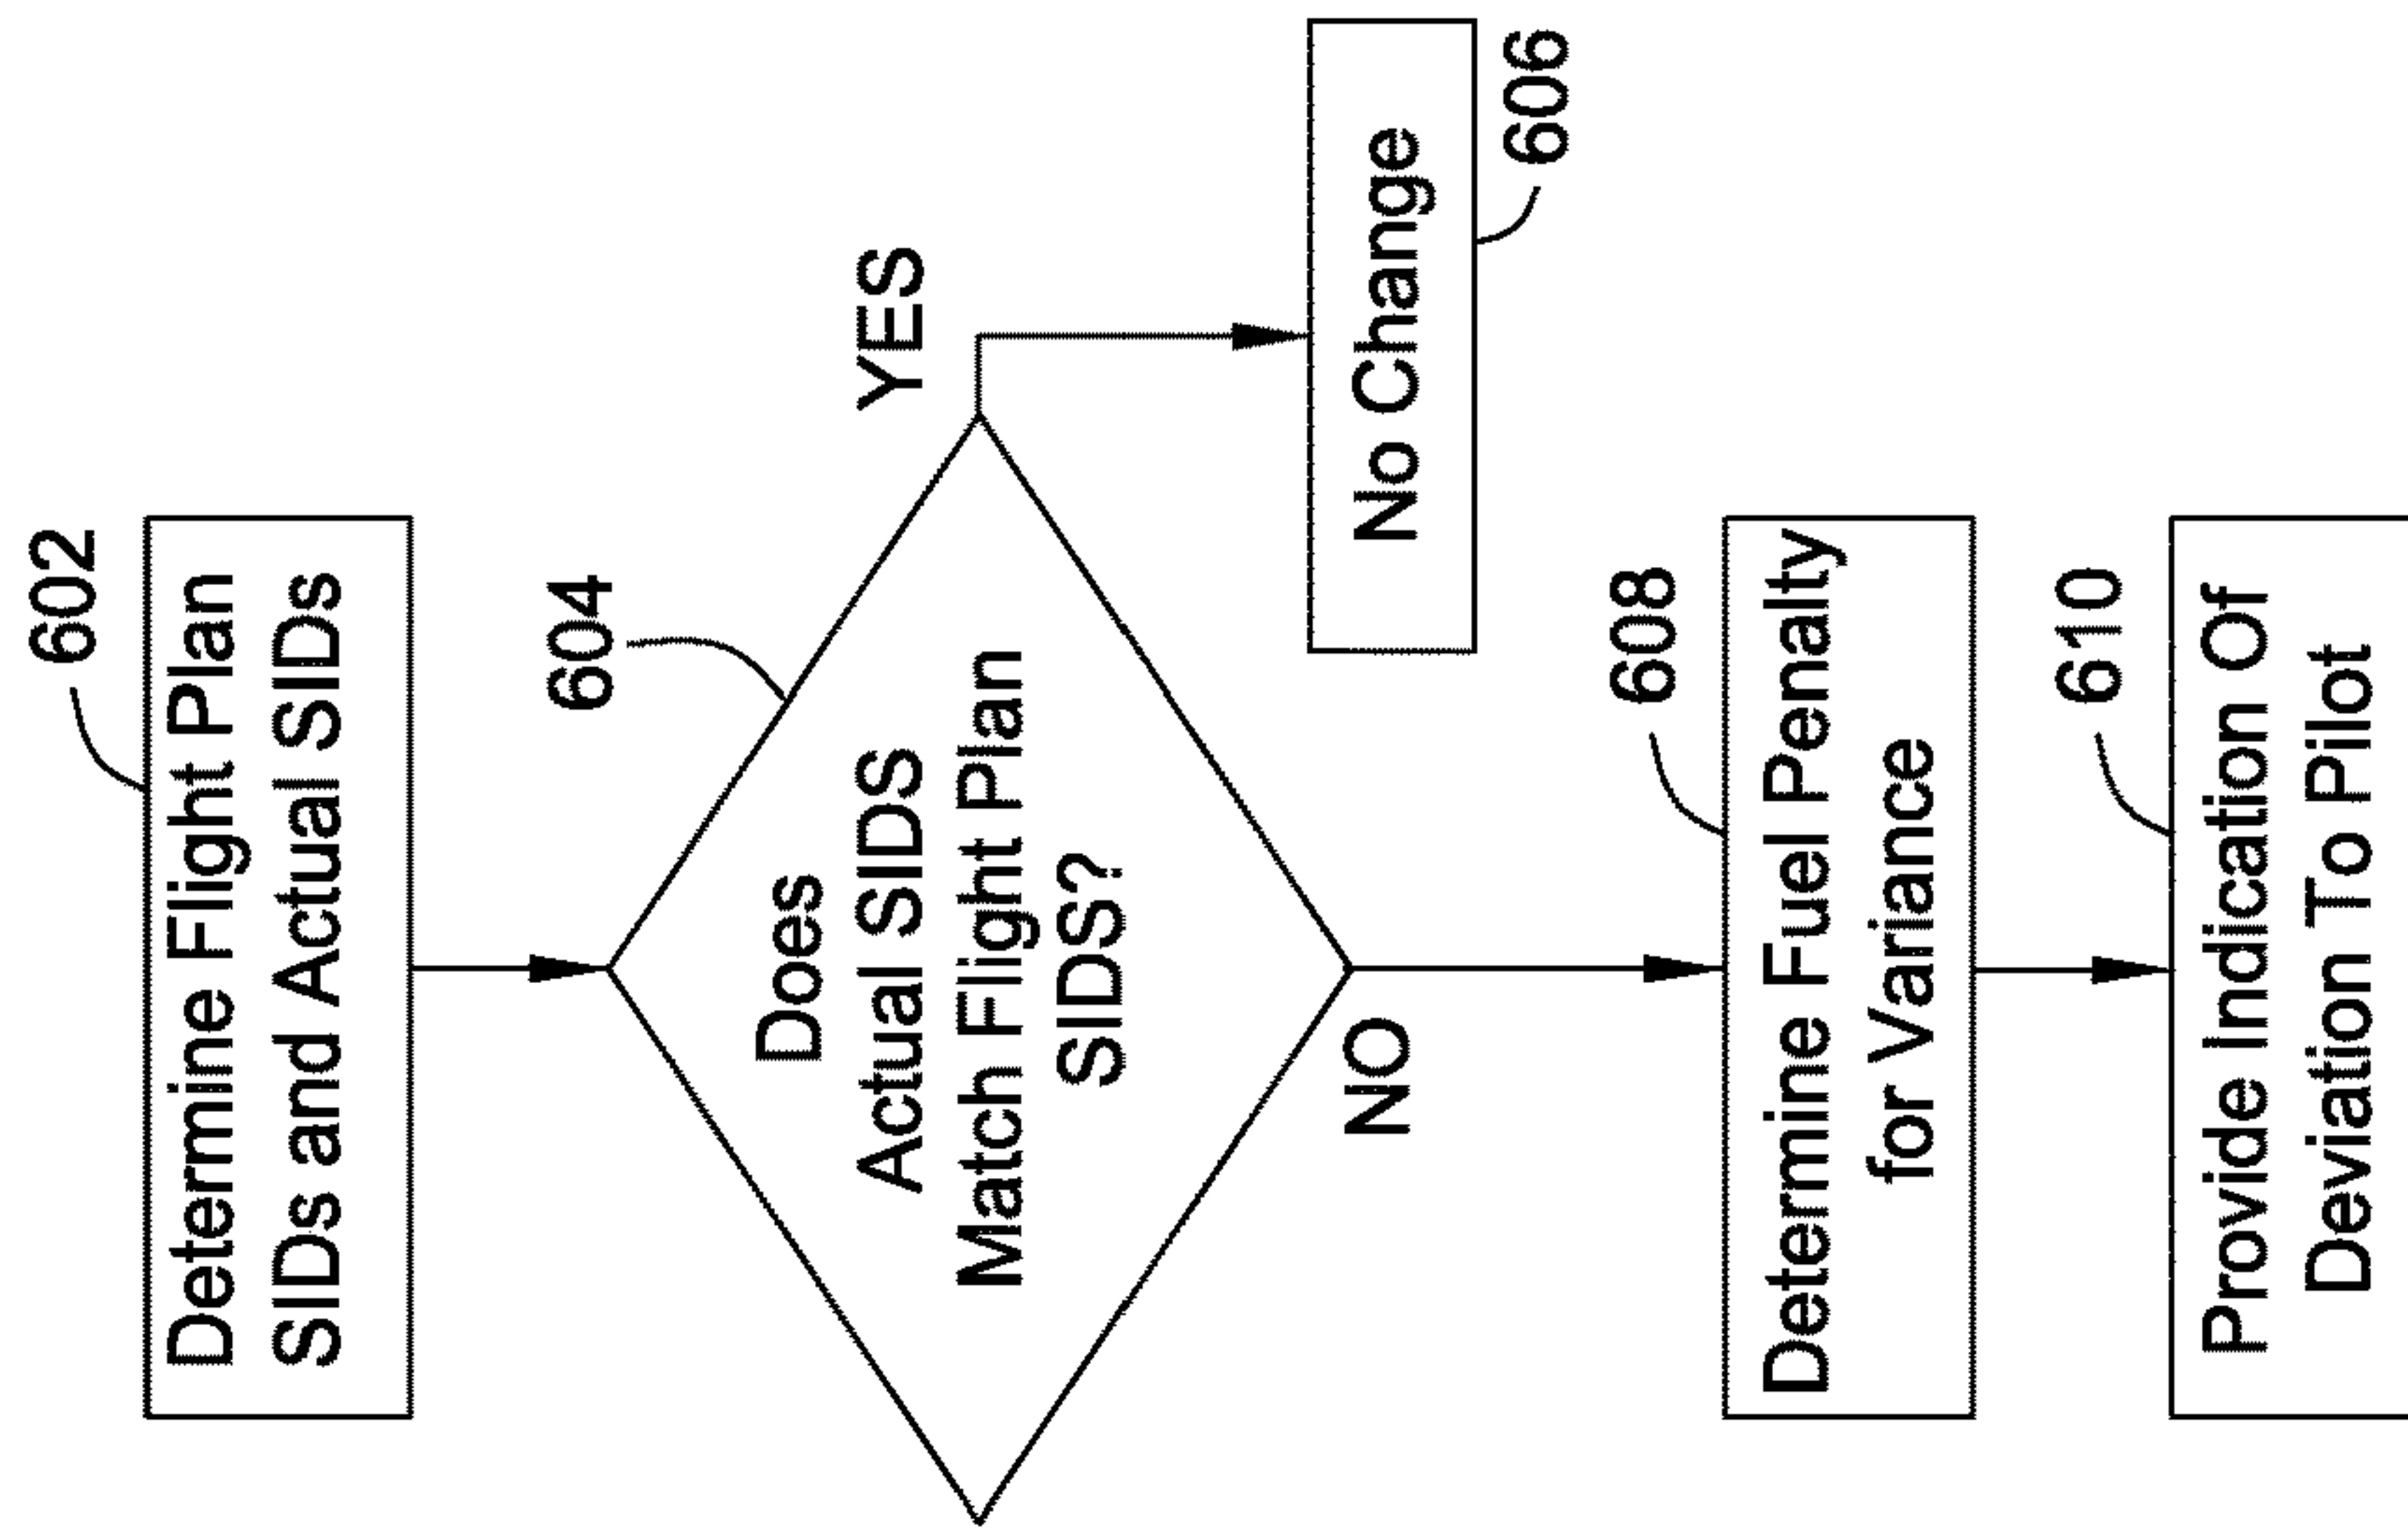 602
Determine Flight Plan
SIDs and Actual SIDs
604
Does
Actual SIDS
Match Flight Plan
SIDS?
YES
No Change
606
NO
608
Determine Fuel Penalty
for Variance
610
Provide Indication Of
Deviation To Pilot